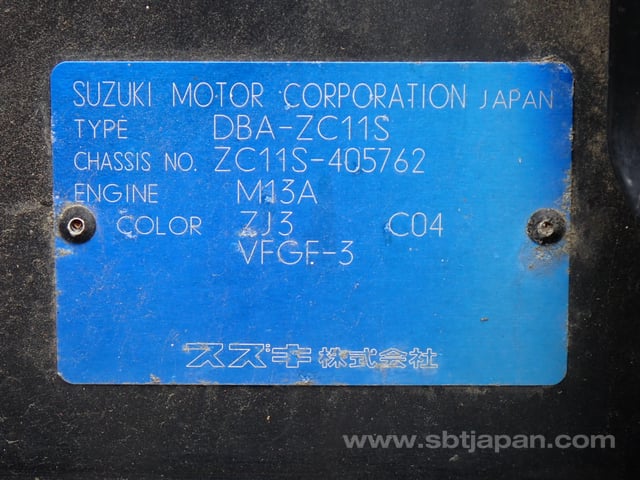 SUZUKI MOTOR CORPORATION JAPAN
TYPE DBA-ZC11S
CHASSIS NO. ZC11S-405762
ENGINE M13A
COLOR ZJ3 C04
VFGF-3
スズキ株式会社
www.sbtjapan.com